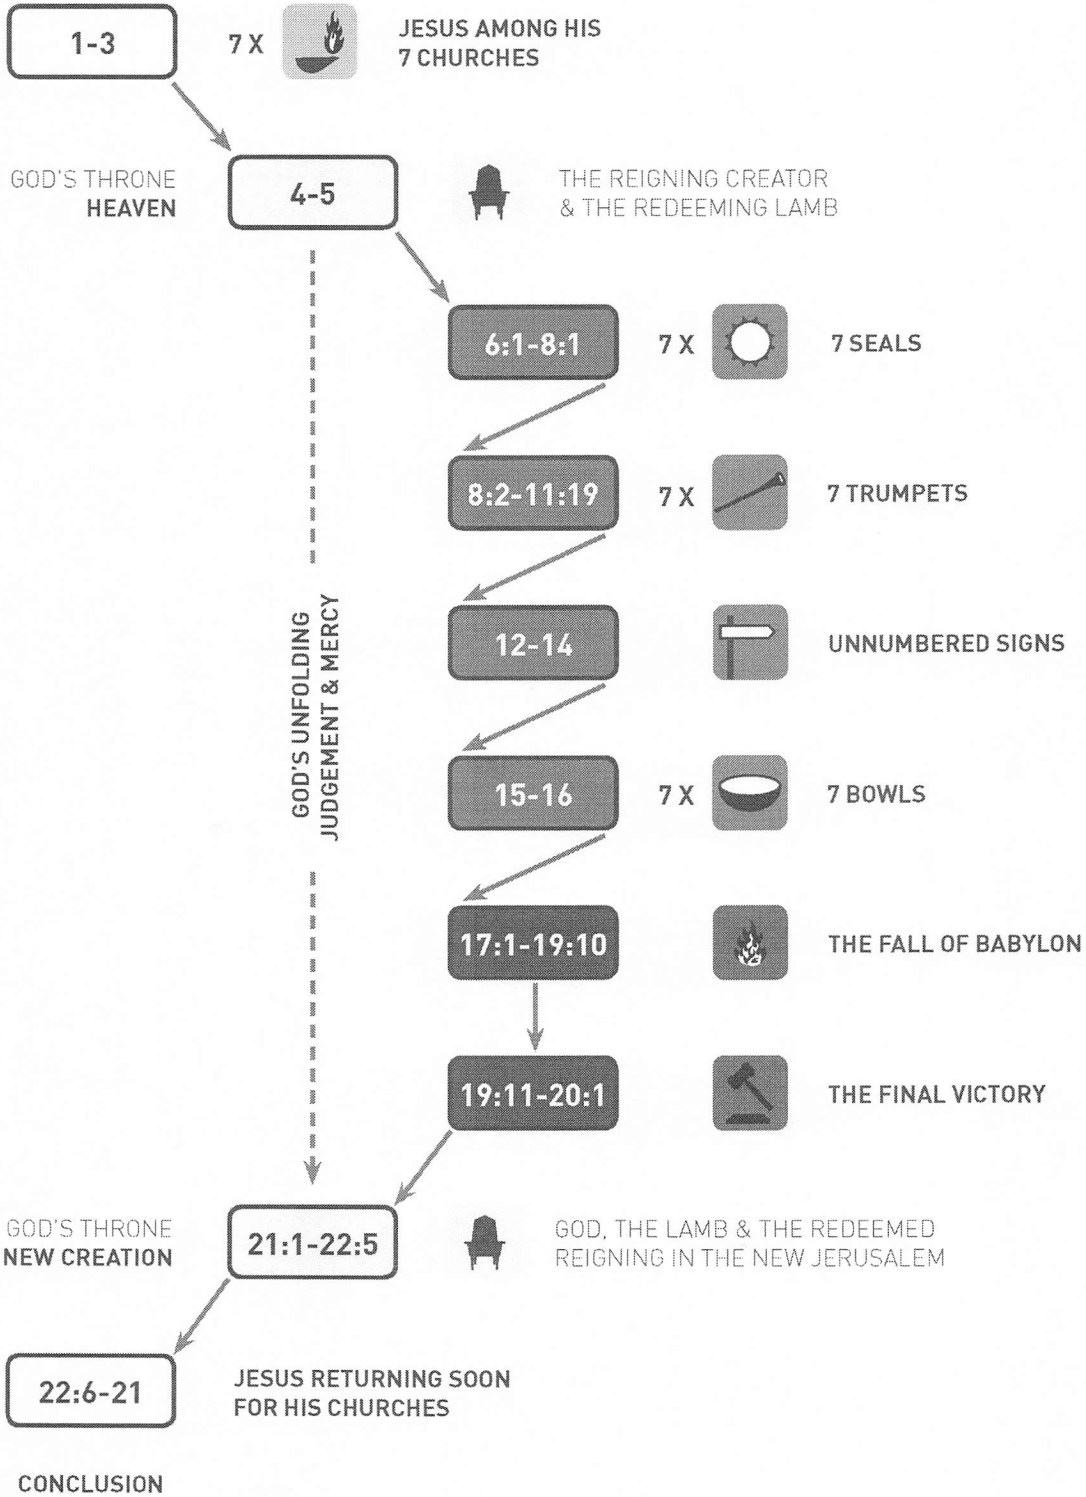 1-3
7 X
JESUS AMONG HIS
7 CHURCHES
GOD'S THRONE
HEAVEN
4-5
THE REIGNING CREATOR
& THE REDEEMING LAMB
6:1-8:1
7 X
7 SEALS
8:2-11:19
7 X
7 TRUMPETS
GOD'S UNFOLDING
JUDGEMENT & MERCY
12-14
UNNUMBERED SIGNS
15-16
7 X
7 BOWLS
17:1-19:10
THE FALL OF BABYLON
19:11-20:1
THE FINAL VICTORY
GOD'S THRONE
NEW CREATION
21:1-22:5
GOD, THE LAMB & THE REDEEMED
REIGNING IN THE NEW JERUSALEM
22:6-21
JESUS RETURNING SOON
FOR HIS CHURCHES
CONCLUSION